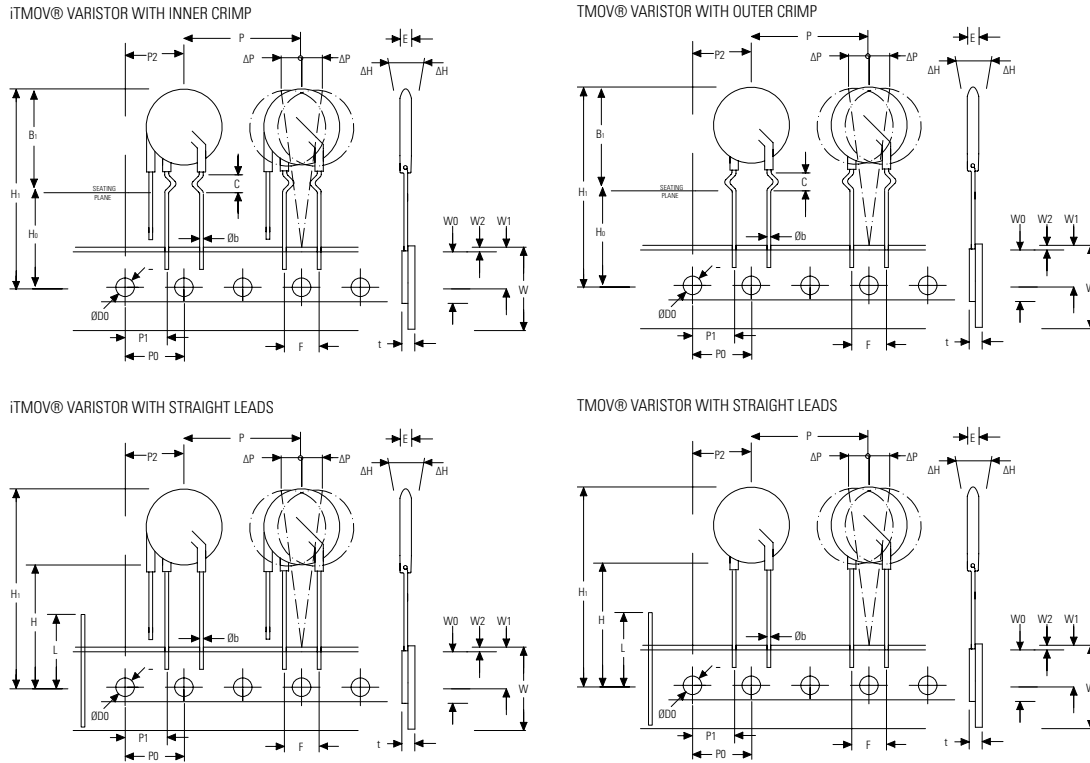 iTMOV® VARISTOR WITH INNER CRIMP
P
P2
ΔP
ΔP
E
ΔH
ΔH
B1
H1
C
SEATING
PLANE
H0
Øb
W0
W2
W1
W
ØD0
P1
P0
F
t
TMOV® VARISTOR WITH OUTER CRIMP
P
P2
ΔP
ΔP
E
ΔH
ΔH
B1
H1
C
SEATING
PLANE
H0
Øb
W0
W2
W1
W
ØD0
P1
P0
F
t
iTMOV® VARISTOR WITH STRAIGHT LEADS
P
P2
ΔP
ΔP
E
ΔH
ΔH
H1
H
L
Øb
W0
W2
W1
W
ØD0
P1
P0
F
t
TMOV® VARISTOR WITH STRAIGHT LEADS
P
P2
ΔP
ΔP
E
ΔH
ΔH
H1
H
L
Øb
W0
W2
W1
W
ØD0
P1
P0
F
t